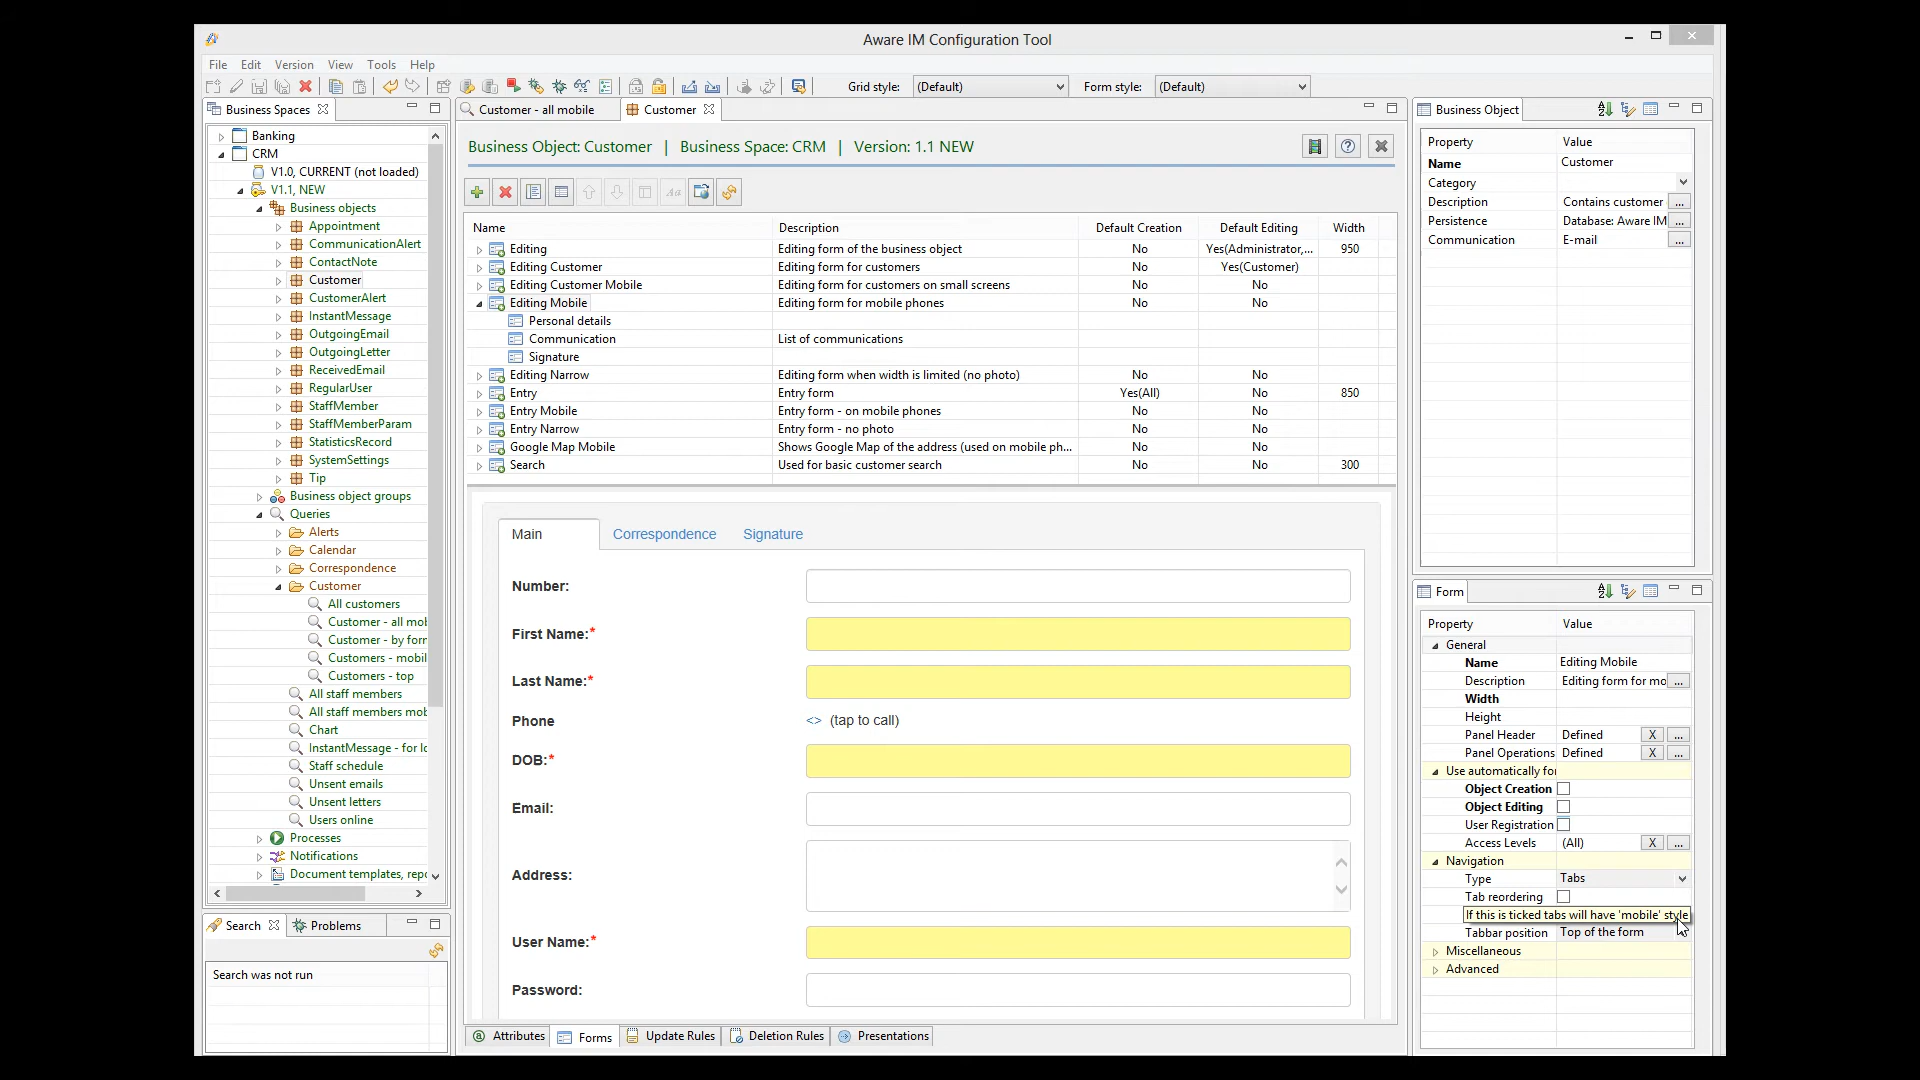 Aware IM Configuration Tool
File Edit Version View Tools Help
Grid style: (Default) Form style: (Default)
Business Spaces
Banking
CRM
V1.0, CURRENT (not loaded)
V1.1, NEW
Business objects
Appointment
CommunicationAlert
ContactNote
Customer
CustomerAlert
InstantMessage
OutgoingEmail
OutgoingLetter
ReceivedEmail
RegularUser
StaffMember
StaffMemberParam
StatisticsRecord
SystemSettings
Tip
Business object groups
Queries
Alerts
Calendar
Correspondence
Customer
All customers
Customer - all mob
Customer - by forn
Customers - mobil
Customers - top
All staff members
All staff members mob
Chart
InstantMessage - for lo
Staff schedule
Unsent emails
Unsent letters
Users online
Processes
Notifications
Document templates, repo
Search Problems
Search was not run
Customer - all mobile Customer
Business Object: Customer | Business Space: CRM | Version: 1.1 NEW
Name Description Default Creation Default Editing Width
Editing Editing form of the business object No Yes(Administrator,... 950
Editing Customer Editing form for customers No Yes(Customer)
Editing Customer Mobile Editing form for customers on small screens No No
Editing Mobile Editing form for mobile phones No No
Personal details
Communication List of communications
Signature
Editing Narrow Editing form when width is limited (no photo) No No
Entry Entry form Yes(All) No 850
Entry Mobile Entry form - on mobile phones No No
Entry Narrow Entry form - no photo No No
Google Map Mobile Shows Google Map of the address (used on mobile ph... No No
Search Used for basic customer search No No 300
Main Correspondence Signature
Number:
First Name:*
Last Name:*
Phone <> (tap to call)
DOB:*
Email:
Address:
User Name:*
Password:
Attributes Forms Update Rules Deletion Rules Presentations
Business Object
Property Value
Name Customer
Category
Description Contains customer ...
Persistence Database: Aware IM ...
Communication E-mail ...
Form
Property Value
General
Name Editing Mobile
Description Editing form for mo ...
Width
Height
Panel Header Defined X ...
Panel Operations Defined X ...
Use automatically for
Object Creation
Object Editing
User Registration
Access Levels (All) X ...
Navigation
Type Tabs
Tab reordering
If this is ticked tabs will have 'mobile' style
Tabbar position Top of the form
Miscellaneous
Advanced